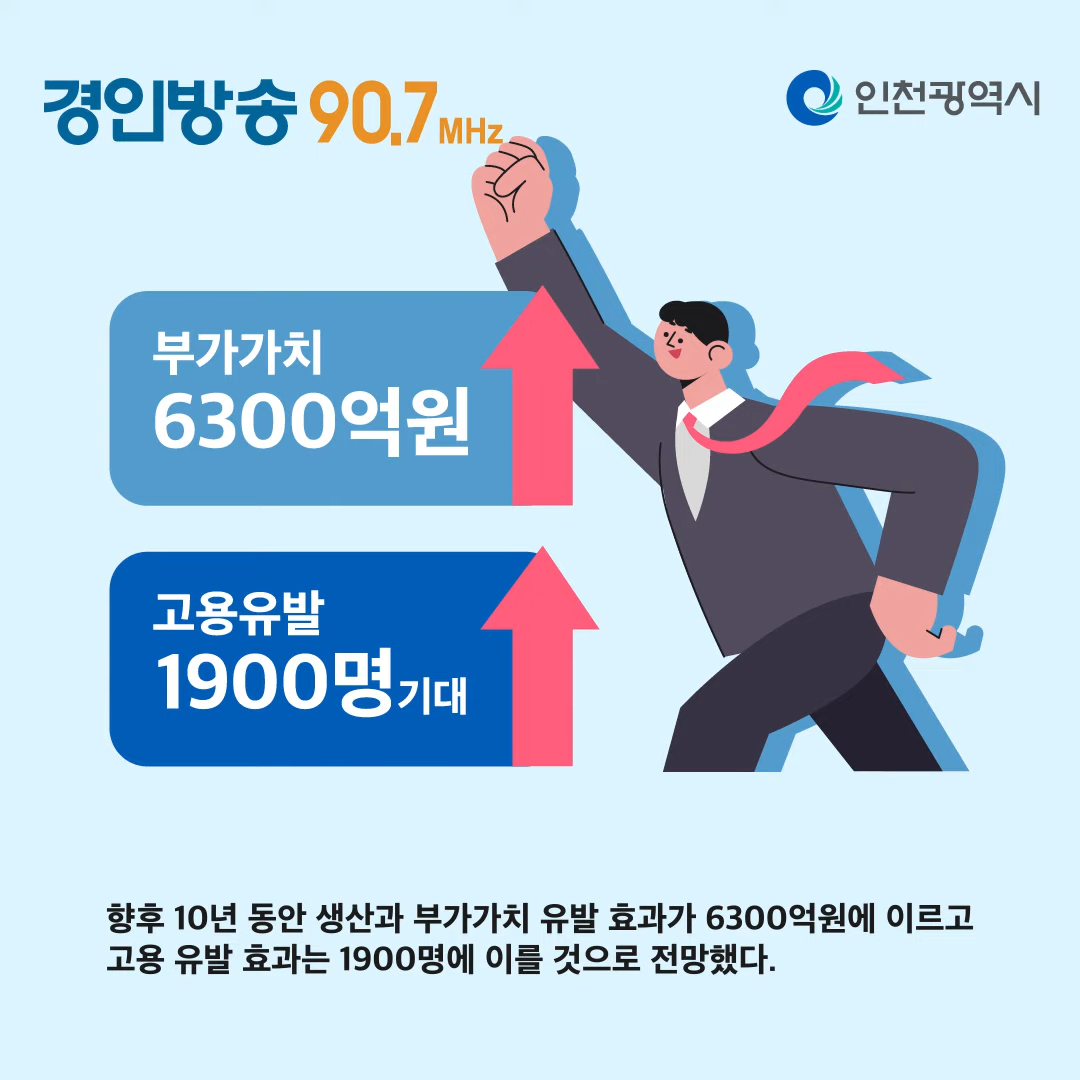 경인방송 90.7 MHz
인천광역시
부가가치
6300억원
고용유발
1900명 기대
향후 10년 동안 생산과 부가가치 유발 효과가 6300억원에 이르고
고용 유발 효과는 1900명에 이를 것으로 전망했다.